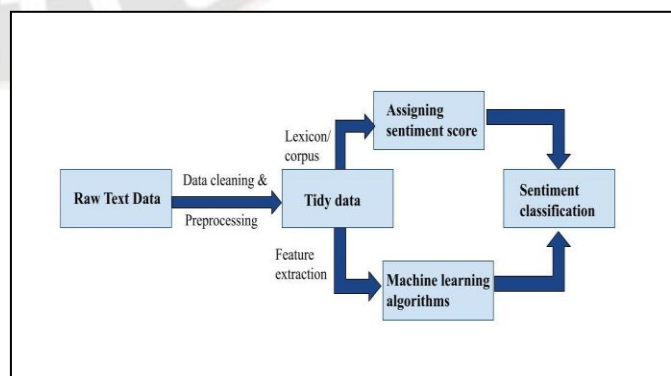 Raw Text Data
Data cleaning &
Preprocessing
Tidy data
Lexicon/
corpus
Assigning
sentiment score
Feature
extraction
Machine learning
algorithms
Sentiment
classification